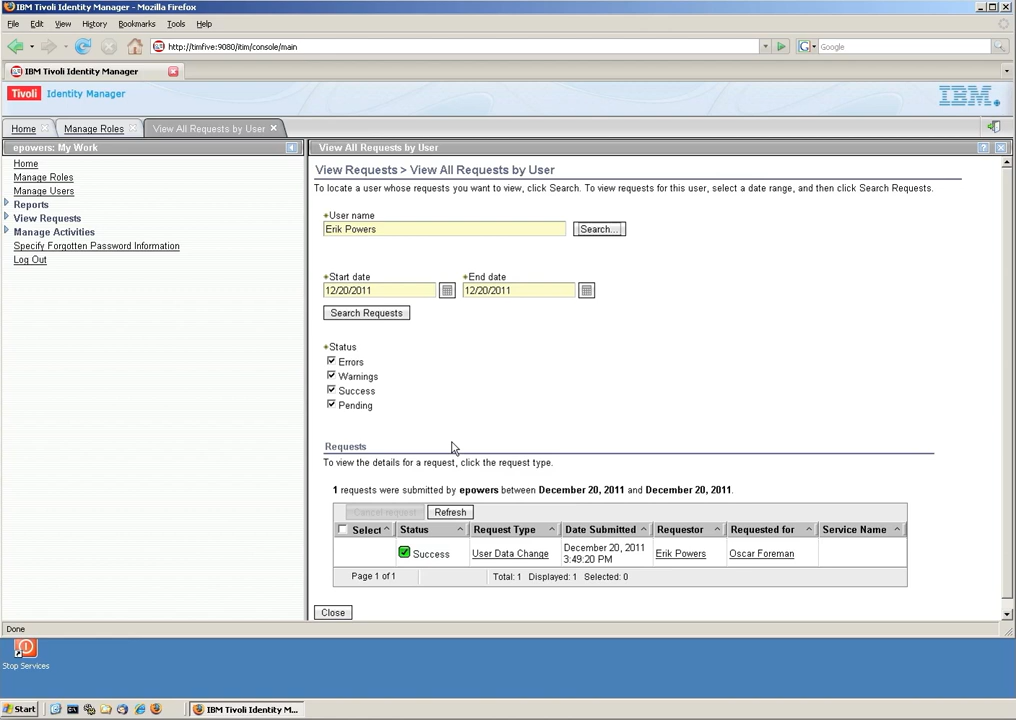 IBM Tivoli Identity Manager - Mozilla Firefox
File Edit View History Bookmarks Tools Help
http://timfive:9080/itim/console/main
Google
IBM Tivoli Identity Manager
Tivoli Identity Manager
IBM.
Home Manage Roles View All Requests by User
epowers: My Work
Home
Manage Roles
Manage Users
Reports
View Requests
Manage Activities
Specify Forgotten Password Information
Log Out
View All Requests by User
View Requests > View All Requests by User
To locate a user whose requests you want to view, click Search. To view requests for this user, select a date range, and then click Search Requests.
User name
Erik Powers Search...
Start date End date
12/20/2011 12/20/2011
Search Requests
Status
Errors
Warnings
Success
Pending
Requests
To view the details for a request, click the request type.
1 requests were submitted by epowers between December 20, 2011 and December 20, 2011.
Cancel request Refresh
Select Status Request Type Date Submitted Requestor Requested for Service Name
Success User Data Change December 20, 2011 Erik Powers Oscar Foreman
3:49:20 PM
Page 1 of 1 Total: 1 Displayed: 1 Selected: 0
Close
Done
Stop Services
Start IBM Tivoli Identity M...